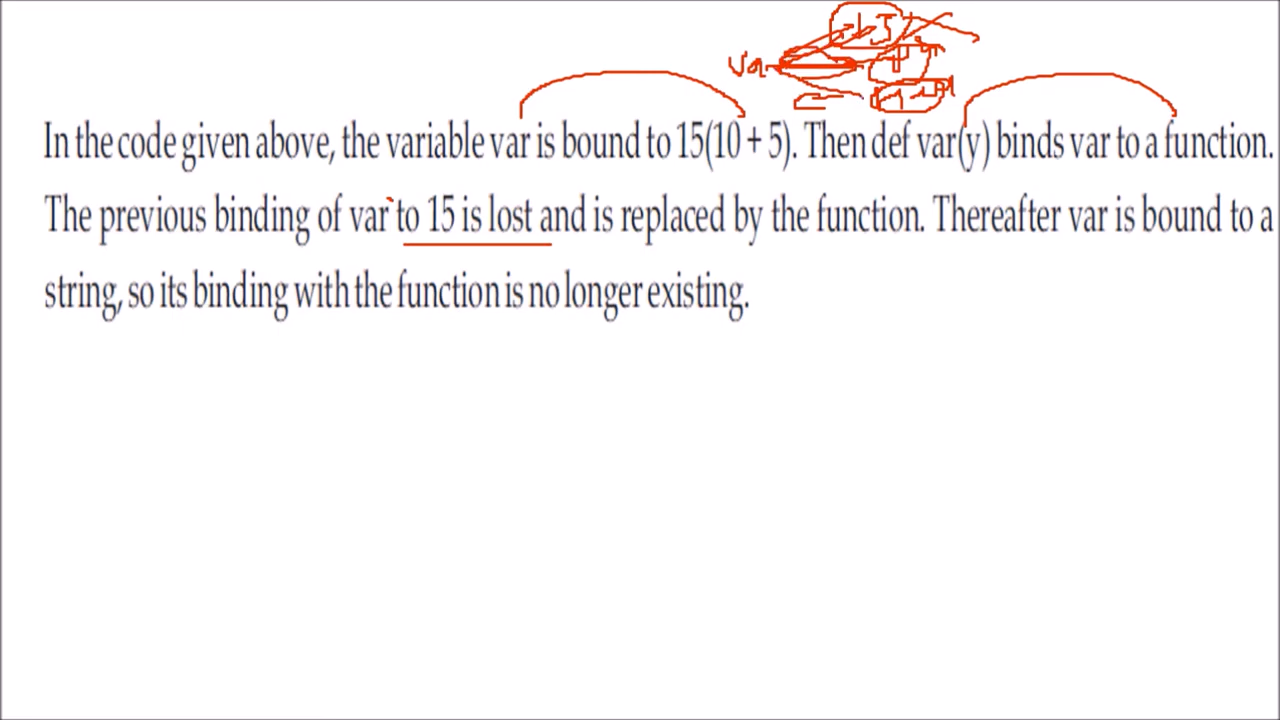 15
In the code given above, the variable var is bound to 15(10 + 5). Then def var(y) binds var to a function.
The previous binding of var to 15 is lost and is replaced by the function. Thereafter var is bound to a
string, so its binding with the function is no longer existing.